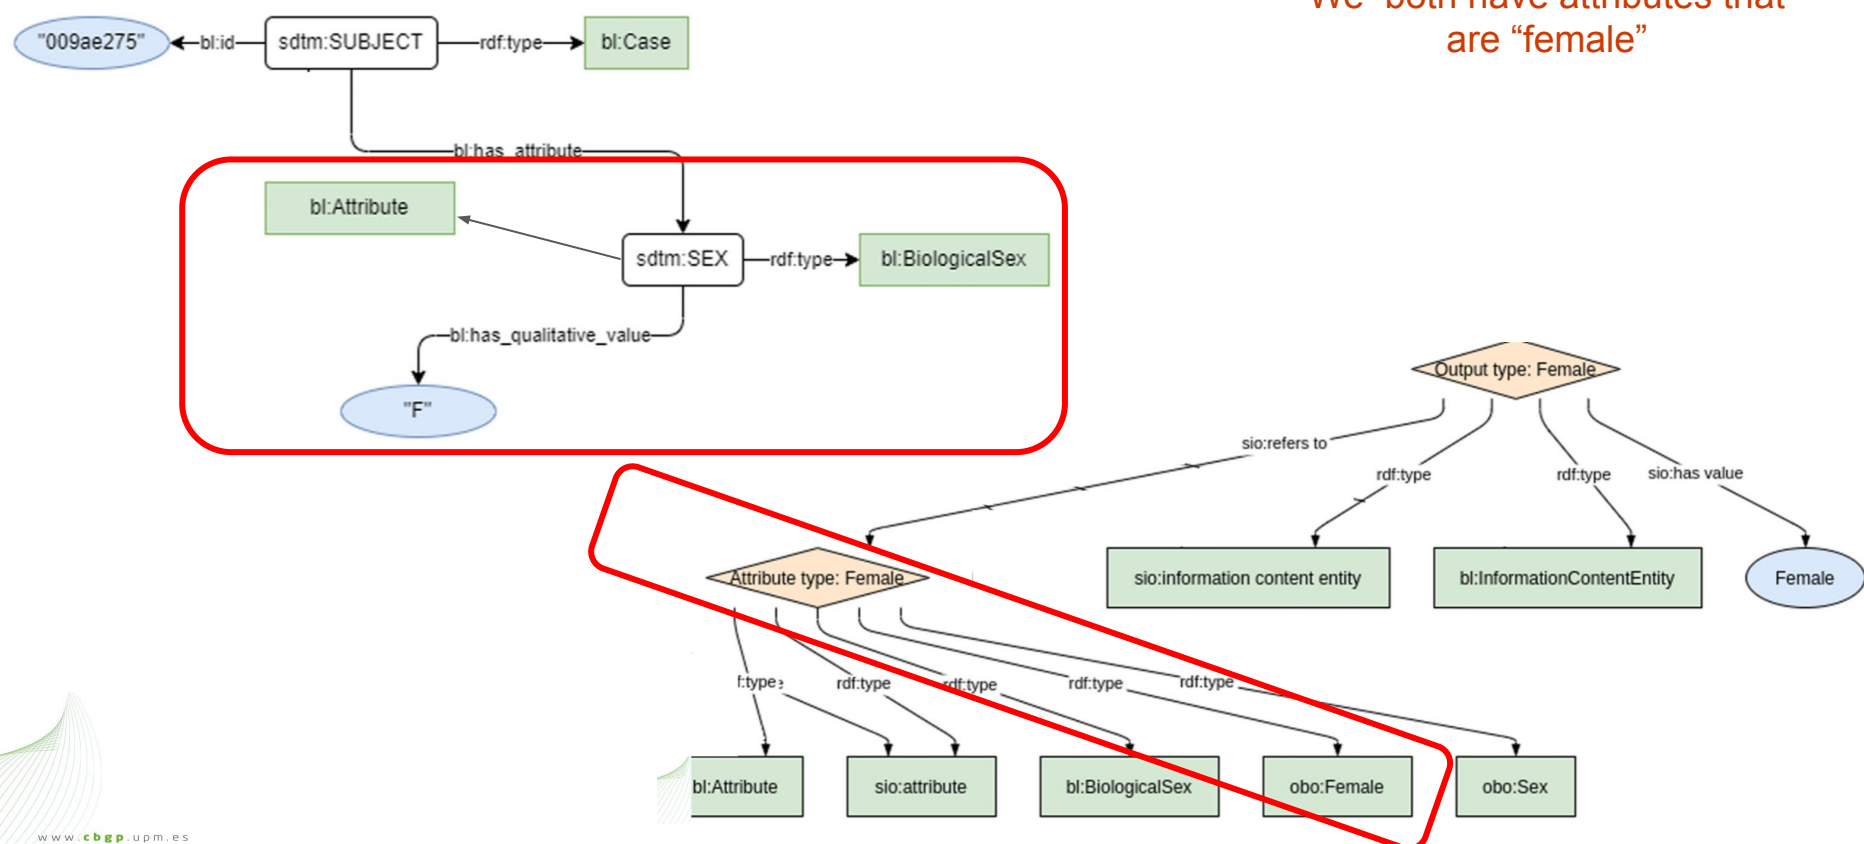 "We" both have attributes that
are “female”
"009ae275"
bl:id
sdtm:SUBJECT
rdf:type
bl:Case
bl:has_attribute
bl:Attribute
sdtm:SEX
rdf:type
bl:BiologicalSex
bl:has_qualitative_value
"F"
Output type: Female
sio:refers to
rdf:type
rdf:type
sio:has value
Attribute type: Female
sio:information content entity
bl:InformationContentEntity
Female
f:type
rdf:type
rdf:type
rdf:type
rdf:type
bl:Attribute
sio:attribute
bl:BiologicalSex
obo:Female
obo:Sex
www.cbgp.upm.es